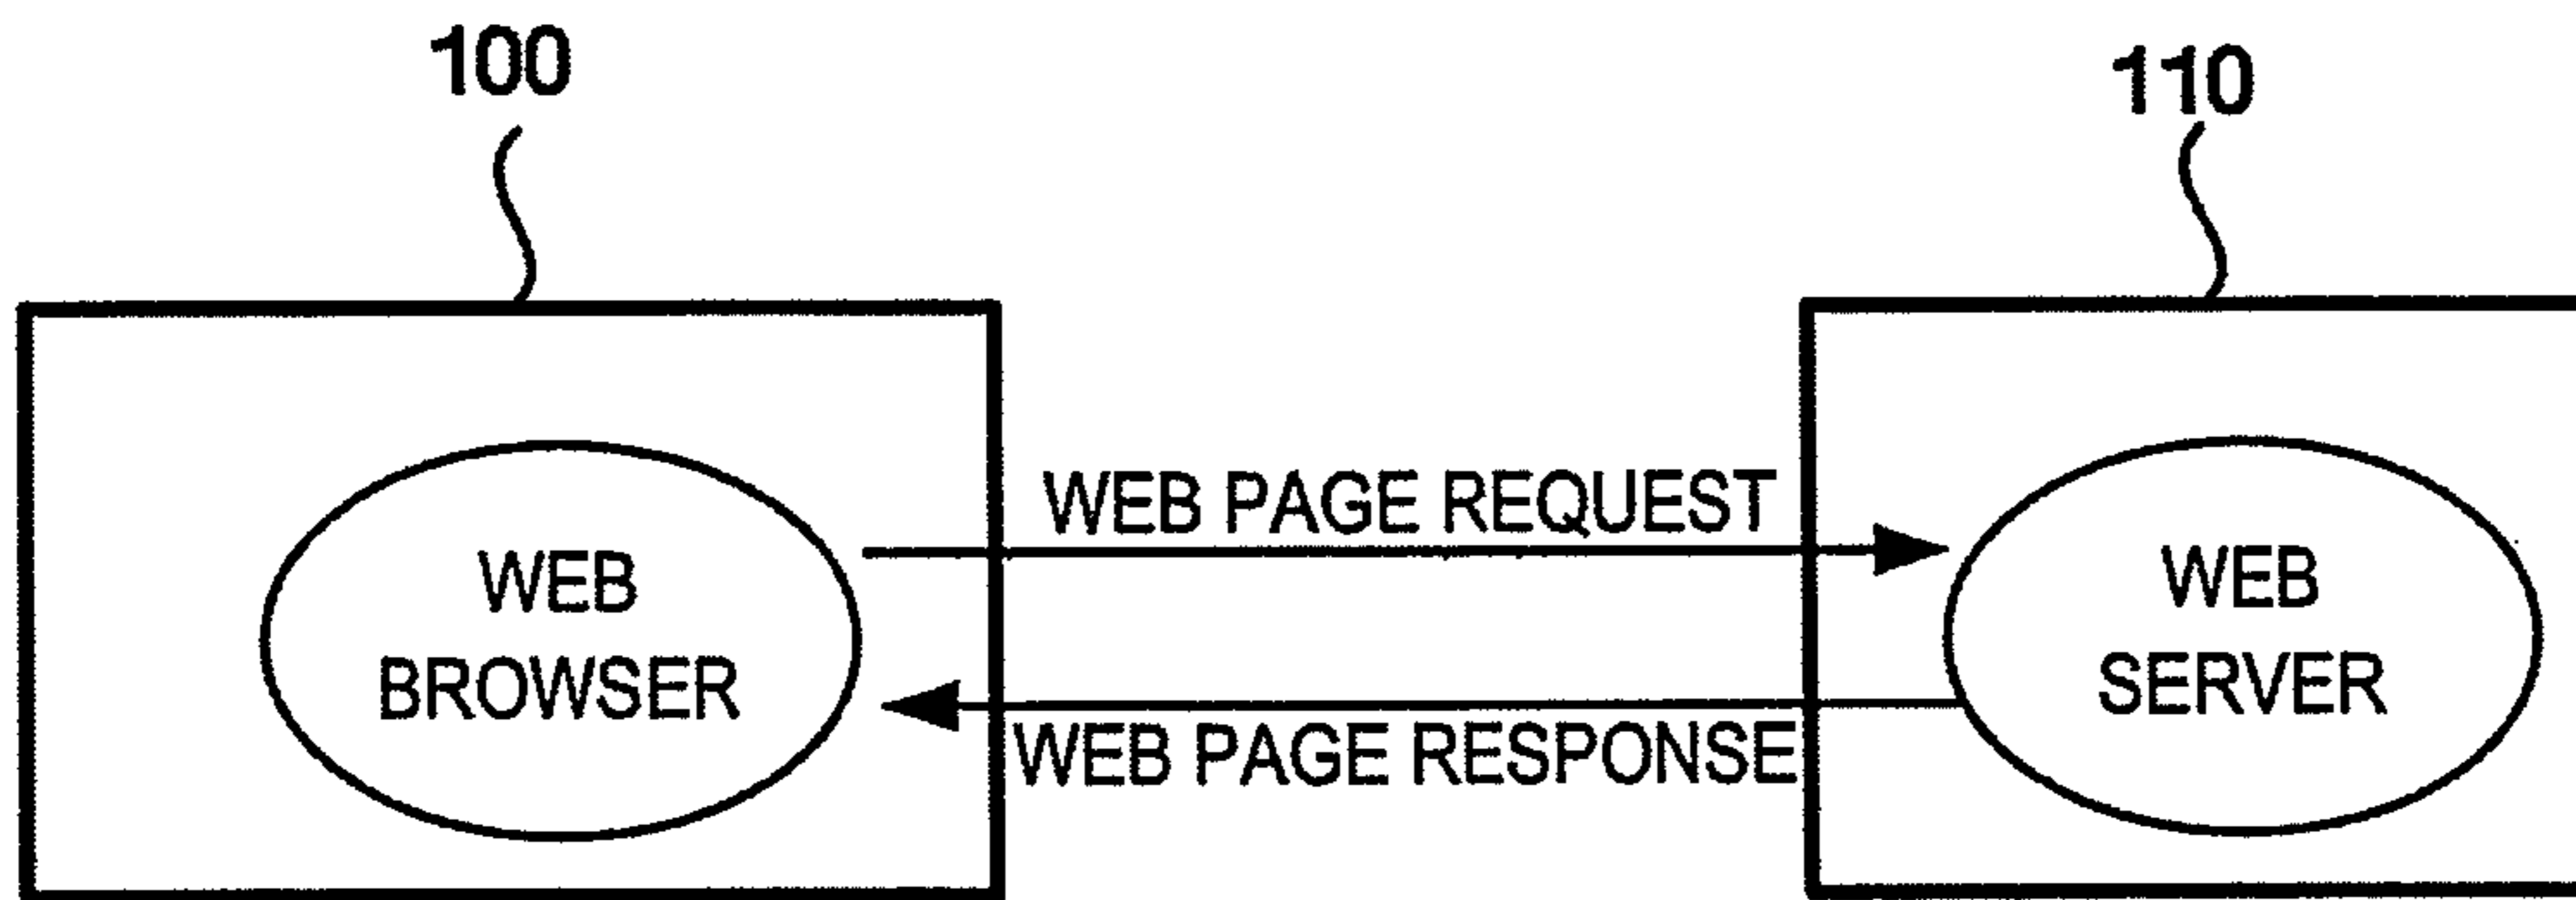 100
110
WEB PAGE REQUEST
WEB
BROWSER
WEB
SERVER
WEB PAGE RESPONSE